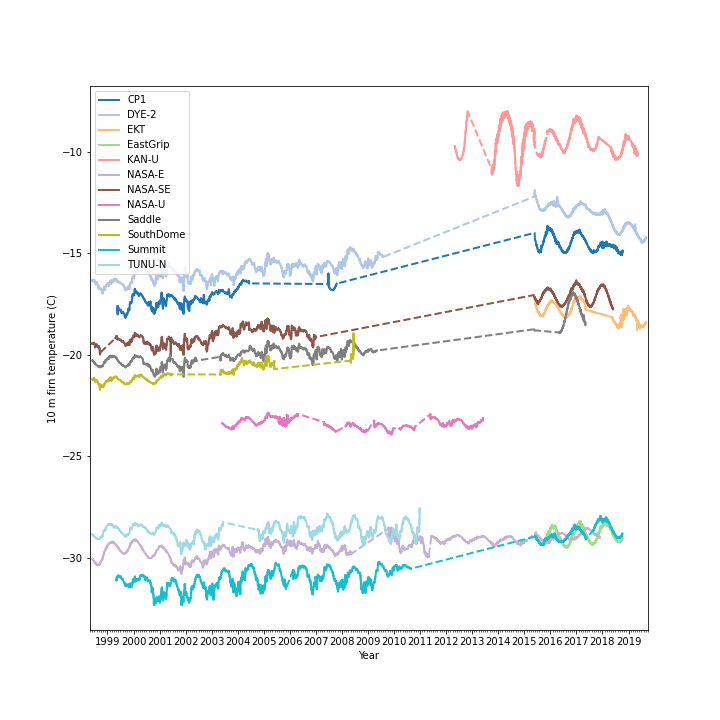 CP1
DYE-2
EKT
EastGrip
KAN-U
NASA-E
NASA-SE
NASA-U
Saddle
SouthDome
Summit
TUNU-N
10 m firn temperature (C)
−10
−15
−20
−25
−30
1999 2000 2001 2002 2003 2004 2005 2006 2007 2008 2009 2010 2011 2012 2013 2014 2015 2016 2017 2018 2019
Year